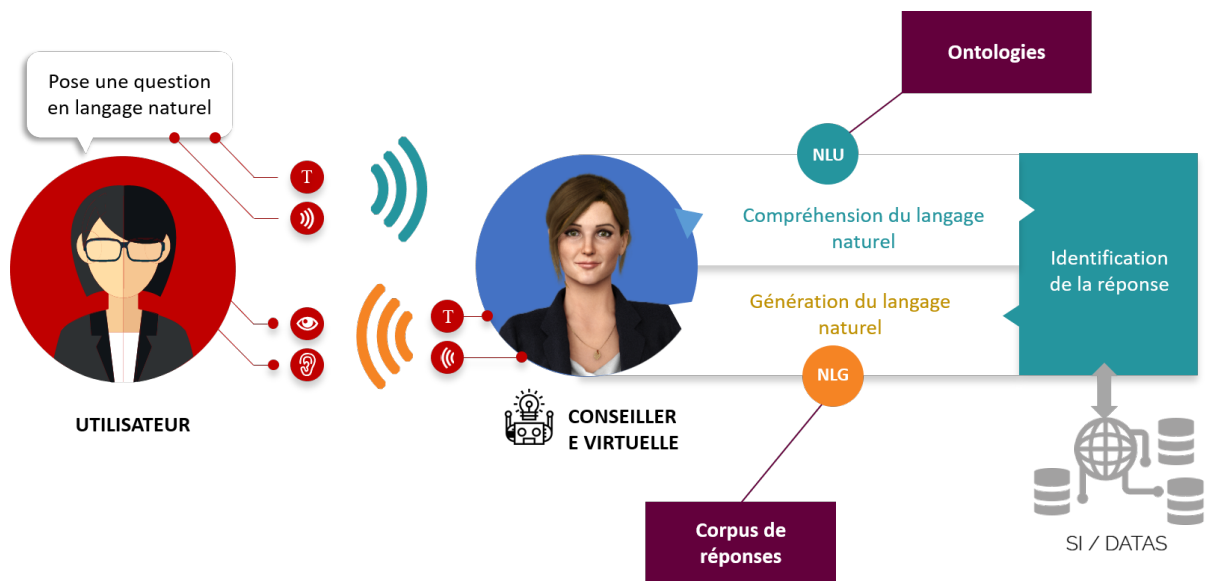 Pose une question
en langage naturel
T
T
UTILISATEUR
CONSEILLER
E VIRTUELLE
Ontologies
NLU
Compréhension du langage
naturel
Identification
de la réponse
Génération du langage
naturel
NLG
Corpus de
réponses
SI / DATAS